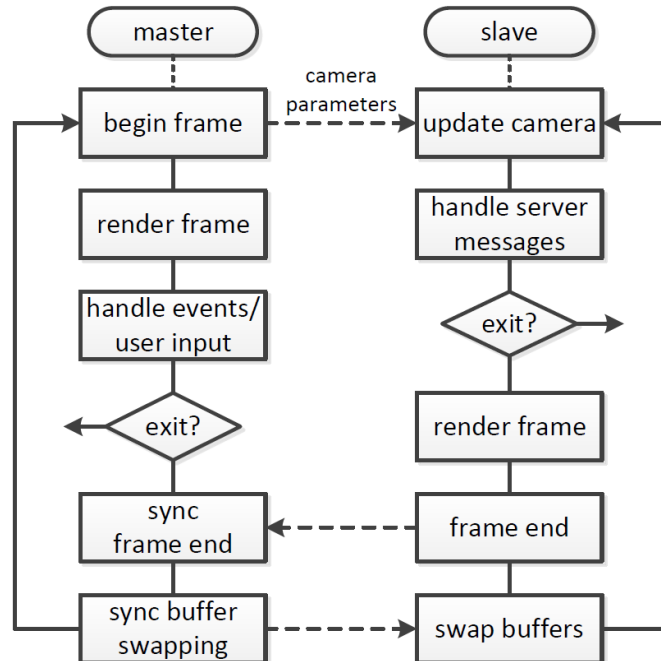 master
slave
camera
parameters
begin frame
update camera
render frame
handle server
messages
handle events/
user input
exit?
exit?
render frame
sync
frame end
frame end
sync buffer
swapping
swap buffers